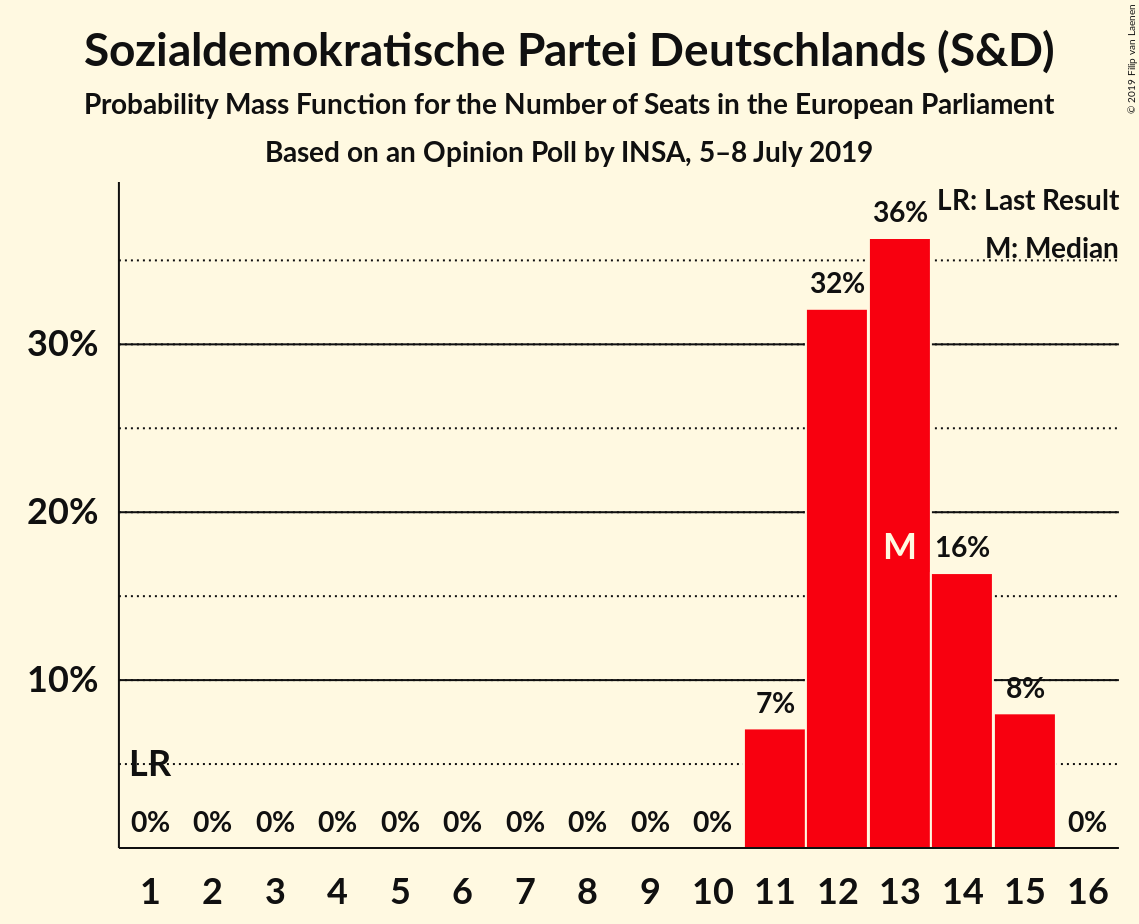 Sozialdemokratische Partei Deutschlands (S&D)
Probability Mass Function for the Number of Seats in the European Parliament
Based on an Opinion Poll by INSA, 5–8 July 2019
© 2019 Filip van Laenen
LR: Last Result
M: Median
30%
20%
10%
LR
0% 0% 0% 0% 0% 0% 0% 0% 0% 0% 7% 32% 36% 16% 8% 0%
M
1 2 3 4 5 6 7 8 9 10 11 12 13 14 15 16